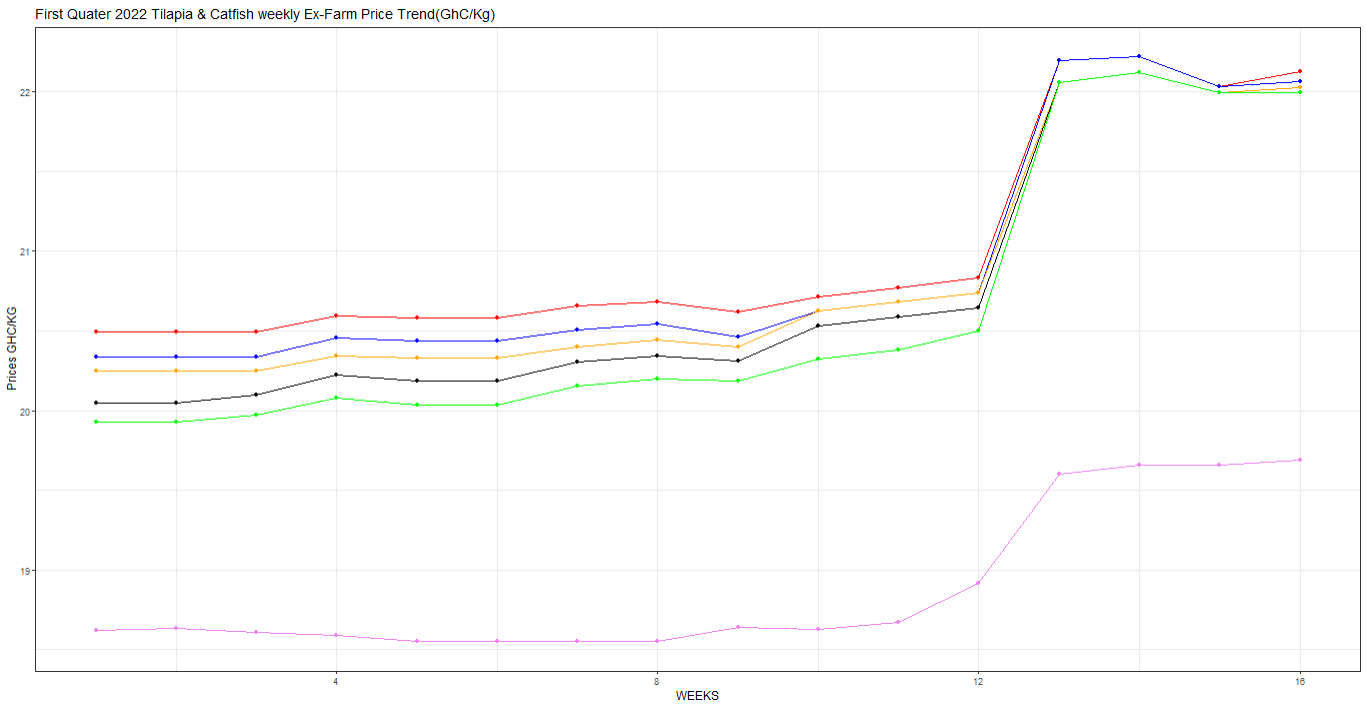 First Quater 2022 Tilapia & Catfish weekly Ex-Farm Price Trend(GhC/Kg)
Prices GHC/KG
22
21
20
19
4
8
12
16
WEEKS